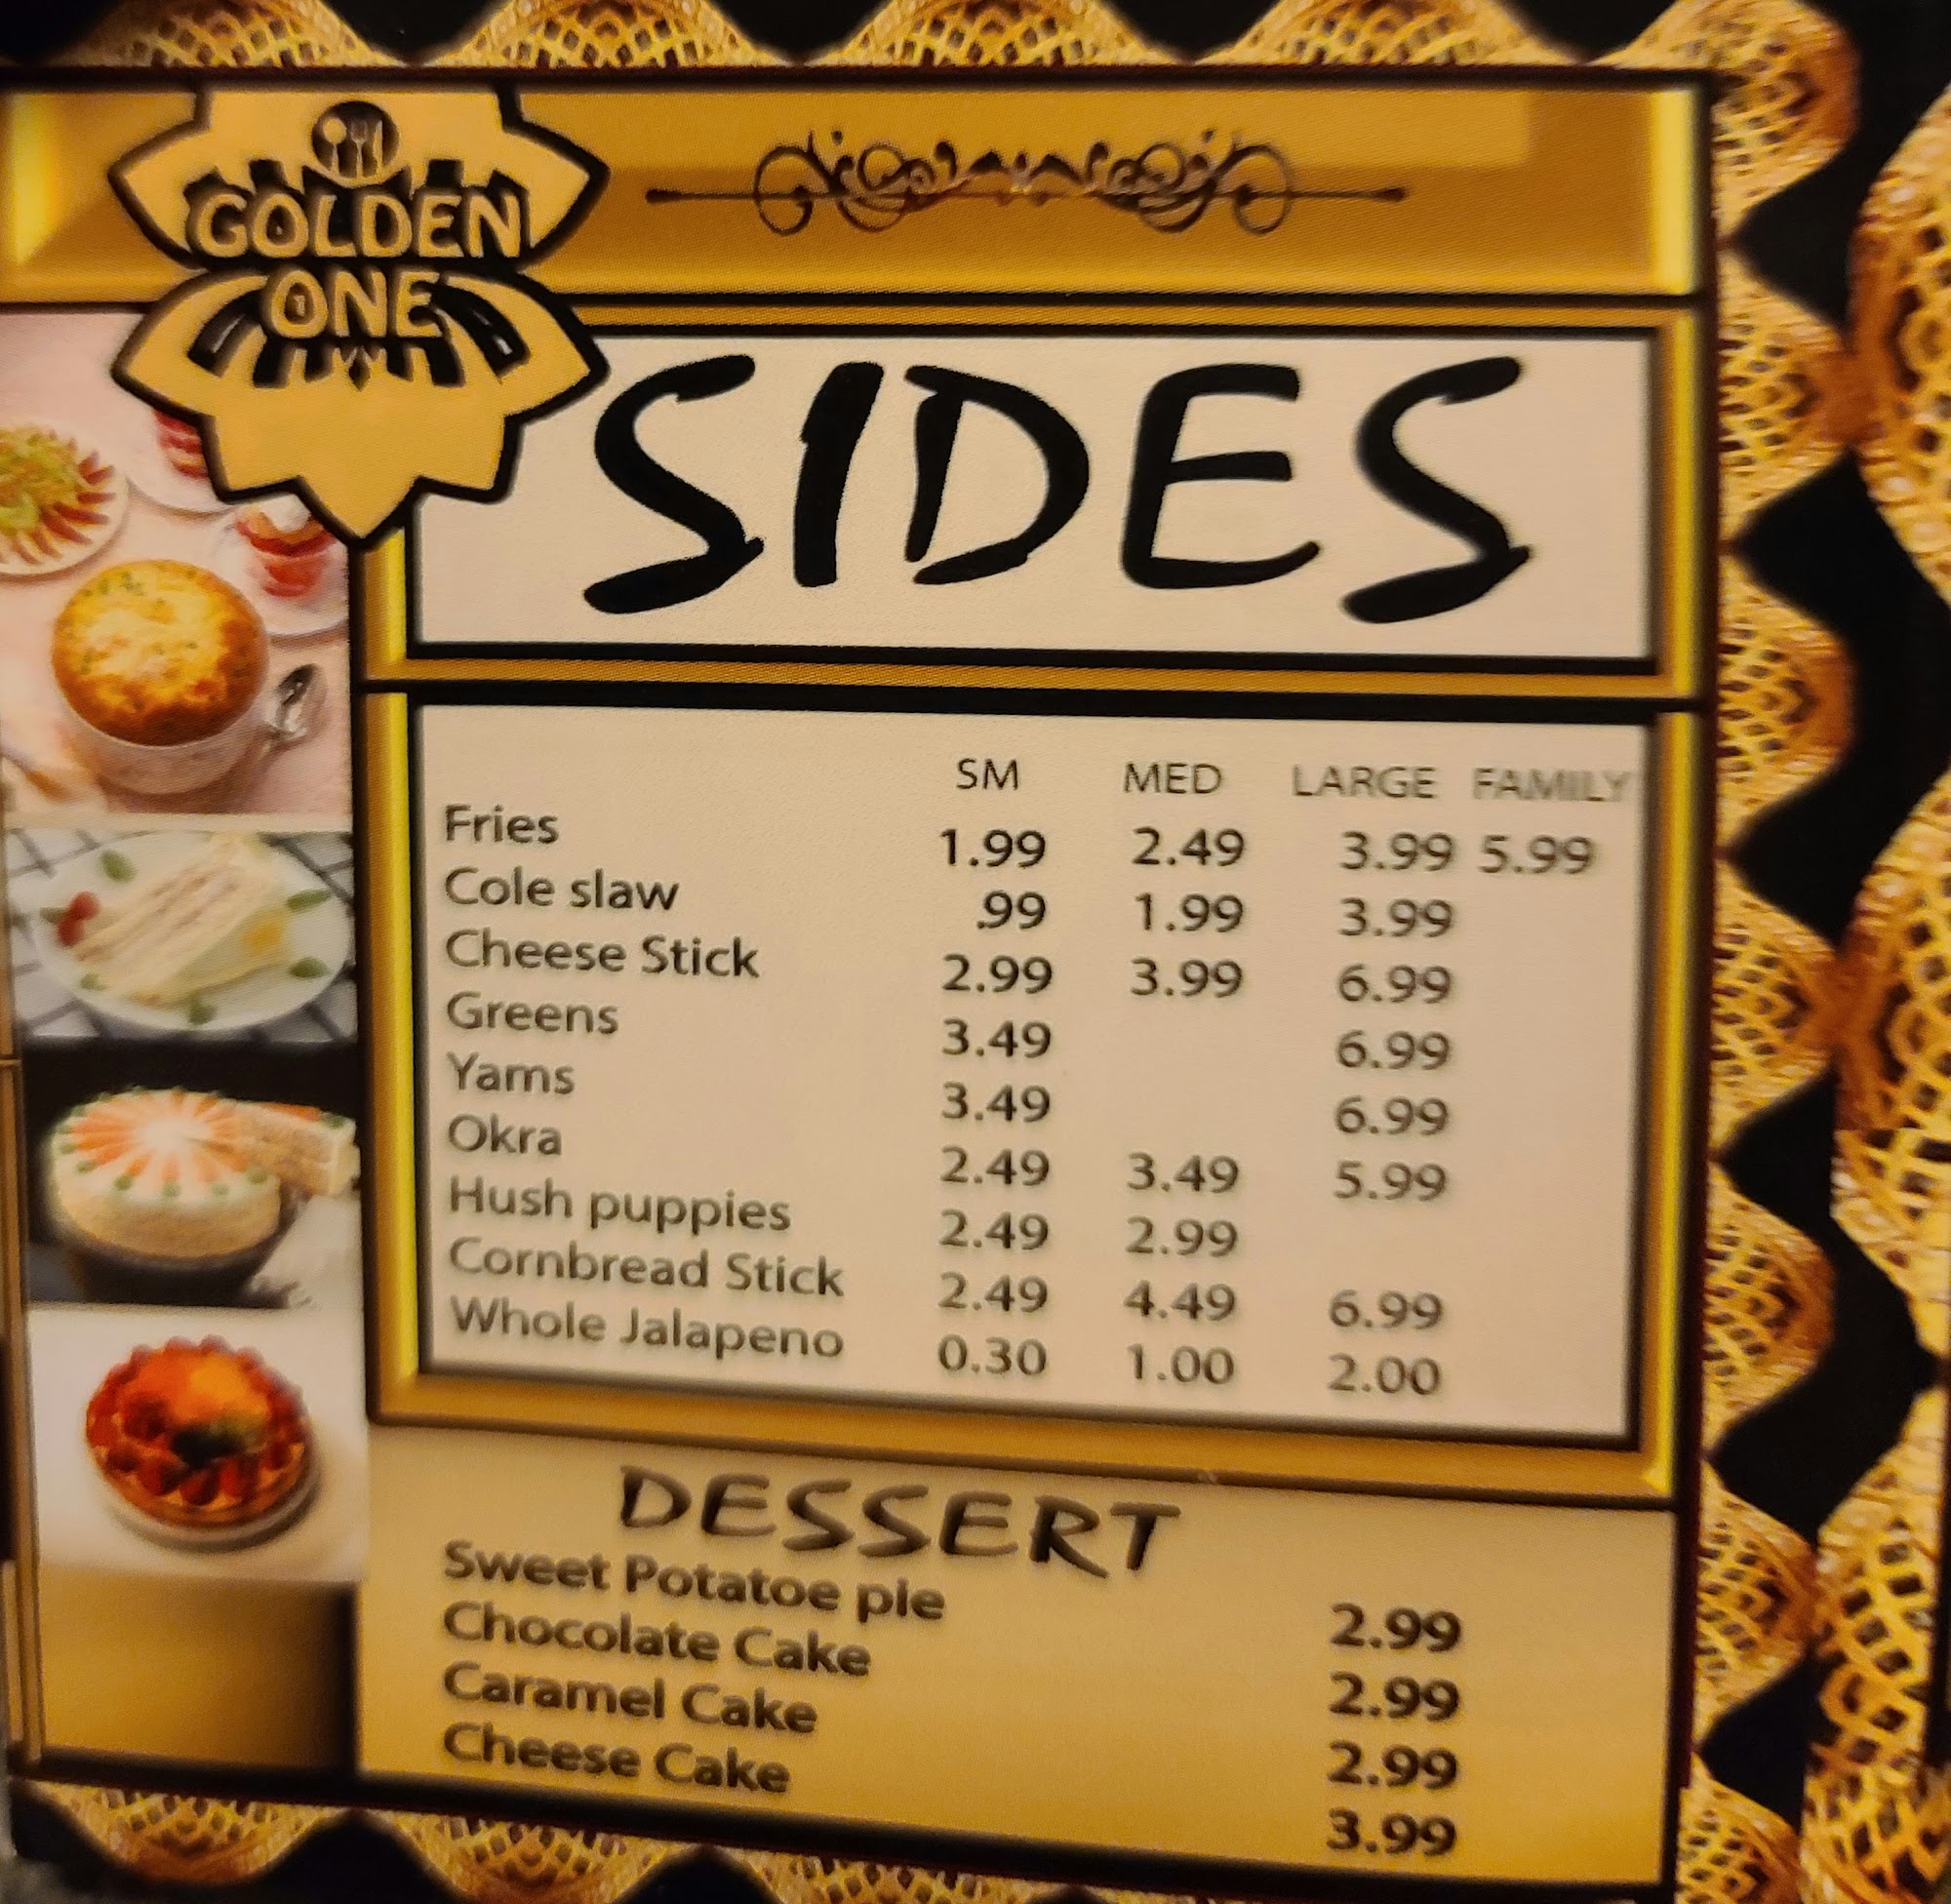 GOLDEN
ONE
SIDES
SM MED LARGE FAMILY
Fries 1.99 2.49 3.99 5.99
Cole slaw .99 1.99 3.99
Cheese Stick 2.99 3.99 6.99
Greens 3.49 6.99
Yams 3.49 6.99
Okra 2.49 3.49 5.99
Hush puppies 2.49 2.99
Cornbread Stick 2.49 4.49 6.99
Whole Jalapeno 0.30 1.00 2.00
DESSERT
Sweet Potatoe pie 2.99
Chocolate Cake 2.99
Caramel Cake 2.99
Cheese Cake 3.99